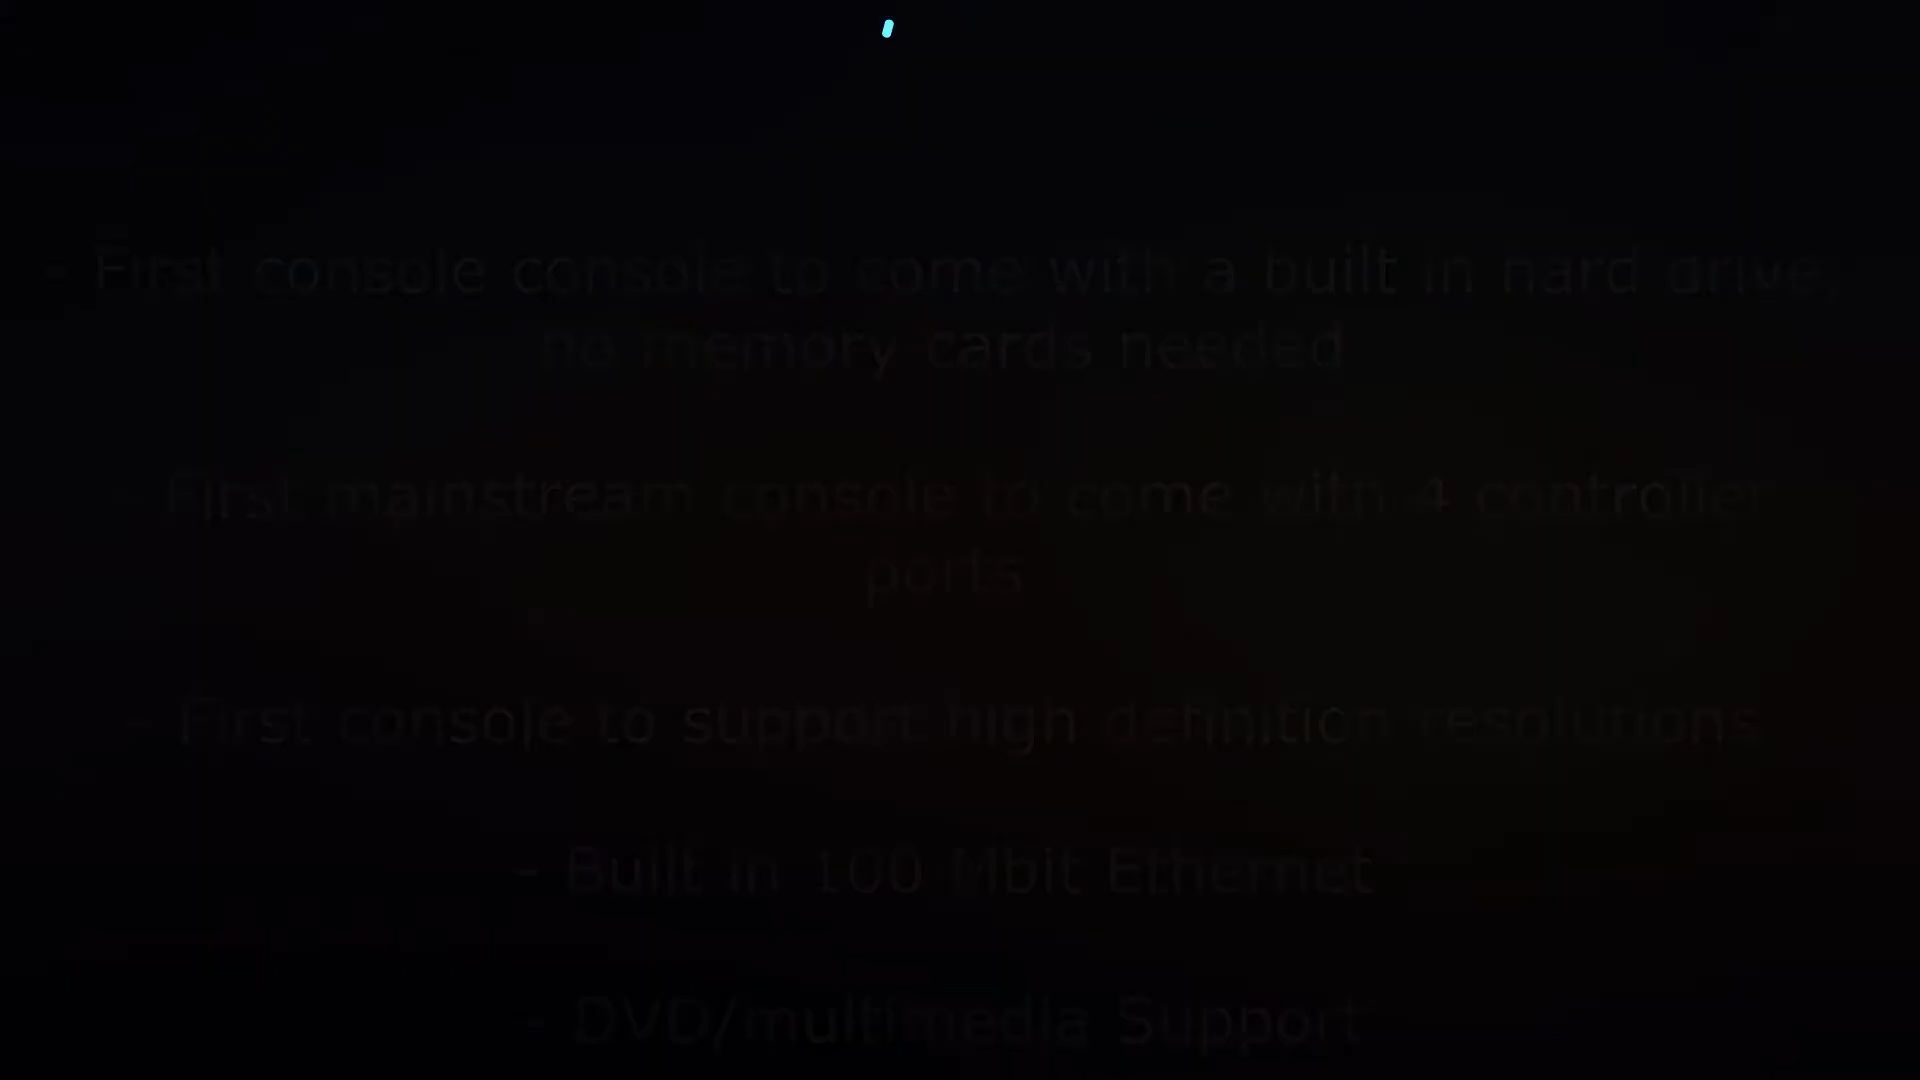 - First console console to come with a built in hard drive,
no memory cards needed
First mainstream console to come with 4 controller
ports
First console to support high definition resolutions
- Built in 100 Mbit Ethernet
- DVD/multimedia Support